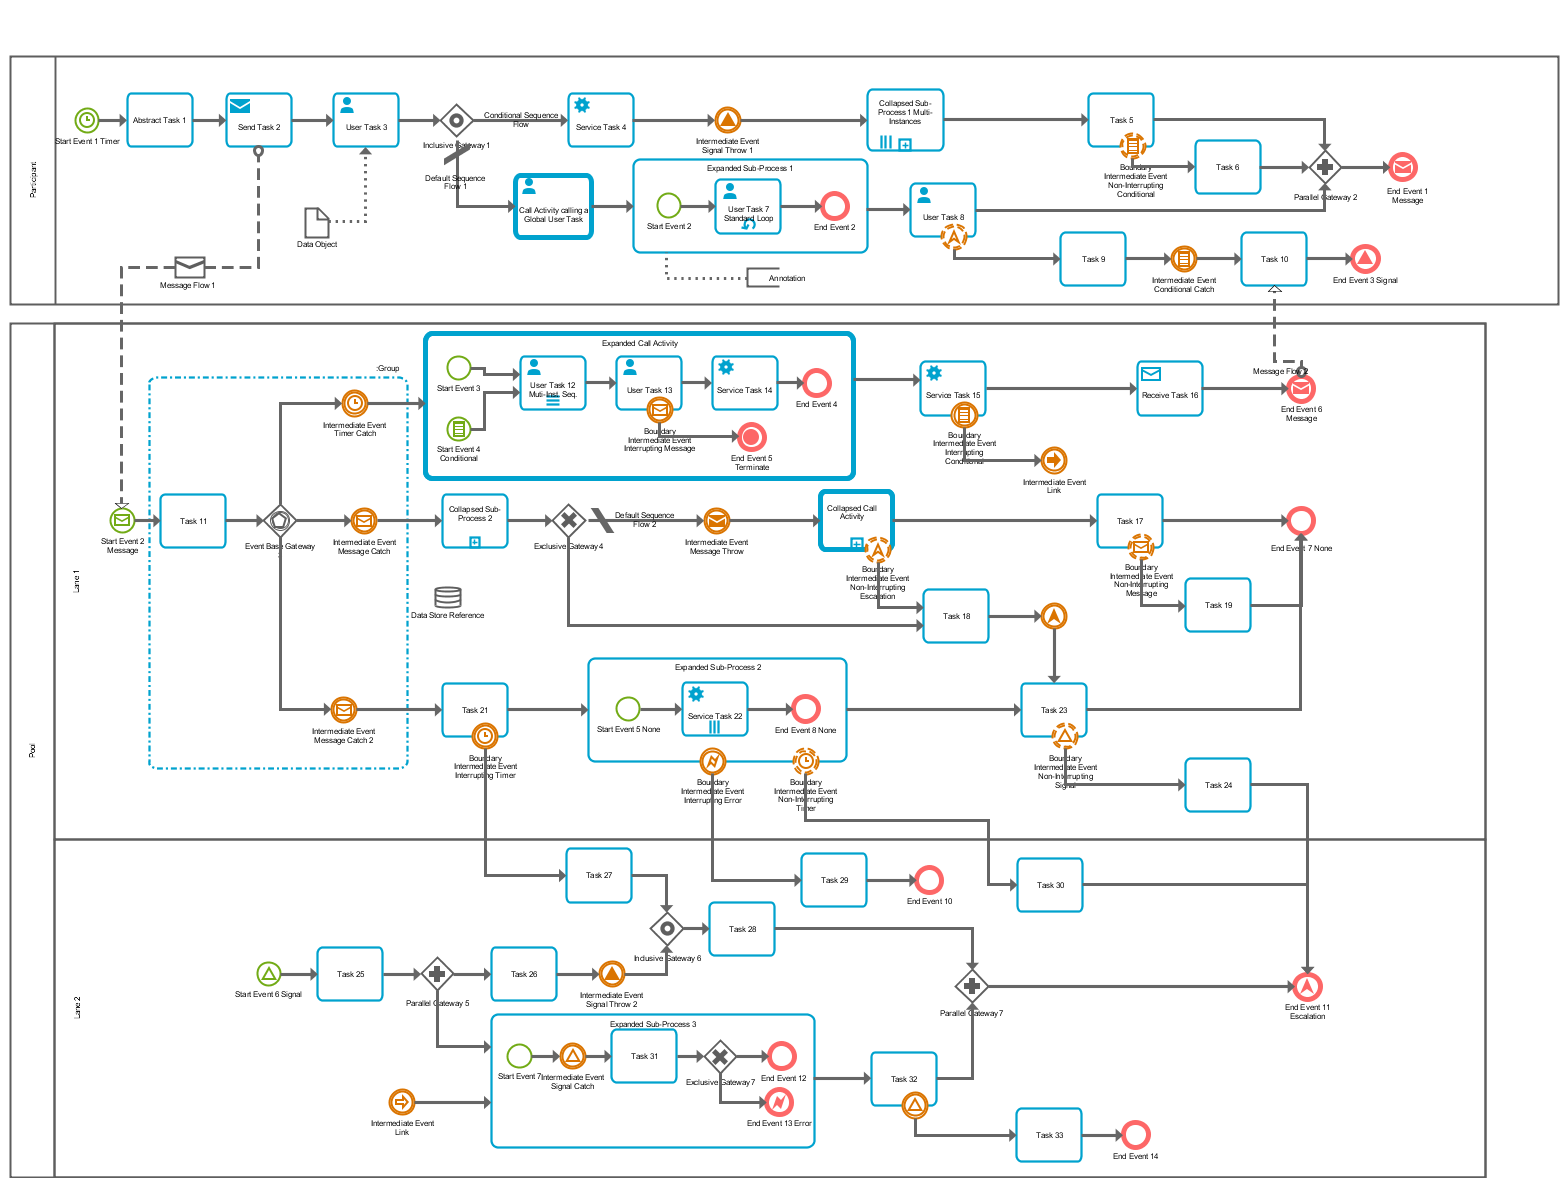 Participant
Start Event 1 Timer
Abstract Task 1
Send Task 2
User Task 3
Inclusive Gateway 1
Conditional Sequence
Flow
Service Task 4
Intermediate Event
Signal Throw 1
Collapsed Sub-
Process 1 Multi-
Instances
Task 5
Boundary
Intermediate Event
Non-Interrupting
Conditional
Task 6
Parallel Gateway 2
End Event 1
Message
Default Sequence
Flow 1
Call Activity calling a
Global User Task
Expanded Sub-Process 1
Start Event 2
User Task 7
Standard Loop
End Event 2
User Task 8
Data Object
Annotation
Task 9
Intermediate Event
Conditional Catch
Task 10
End Event 3 Signal
Message Flow 1
Pool
Lane 1
:Group
Expanded Call Activity
Start Event 3
Start Event 4
Conditional
User Task 12
Muti-Inst. Seq.
User Task 13
Service Task 14
End Event 4
Boundary
Intermediate Event
Interrupting Message
End Event 5
Terminate
Intermediate Event
Timer Catch
Service Task 15
Boundary
Intermediate Event
Interrupting
Conditional
Intermediate Event
Link
Receive Task 16
Message Flow 2
End Event 6
Message
Start Event 2
Message
Task 11
Event Base Gateway
Intermediate Event
Message Catch
Collapsed Sub-
Process 2
Exclusive Gateway 4
Default Sequence
Flow 2
Intermediate Event
Message Throw
Collapsed Call
Activity
Boundary
Intermediate Event
Non-Interrupting
Escalation
Task 17
Boundary
Intermediate Event
Non-Interrupting
Message
End Event 7 None
Task 18
Task 19
Data Store Reference
Intermediate Event
Message Catch 2
Task 21
Boundary
Intermediate Event
Interrupting Timer
Expanded Sub-Process 2
Start Event 5 None
Service Task 22
End Event 8 None
Boundary
Intermediate Event
Interrupting Error
Boundary
Intermediate Event
Non-Interrupting
Timer
Task 23
Boundary
Intermediate Event
Non-Interrupting
Signal
Task 24
Lane 2
Task 27
Task 29
End Event 10
Task 30
Inclusive Gateway 6
Task 28
Start Event 6 Signal
Task 25
Parallel Gateway 5
Task 26
Intermediate Event
Signal Throw 2
Parallel Gateway 7
End Event 11
Escalation
Expanded Sub-Process 3
Start Event 7
Intermediate Event
Signal Catch
Task 31
Exclusive Gateway 7
End Event 12
End Event 13 Error
Intermediate Event
Link
Task 32
Task 33
End Event 14